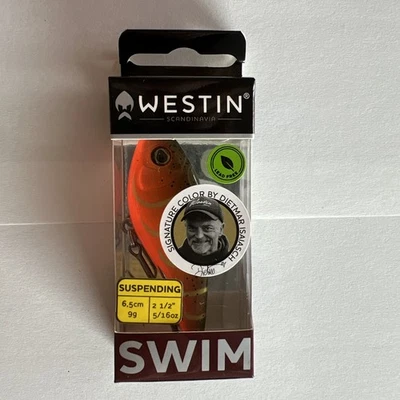 WESTIN®
SCANDINAVIA
LEAD FREE
SIGNATURE COLOR BY DIETMAR ISAIASCH
SUSPENDING
6,5cm 2 1/2"
9g 5/16oz
SWIM